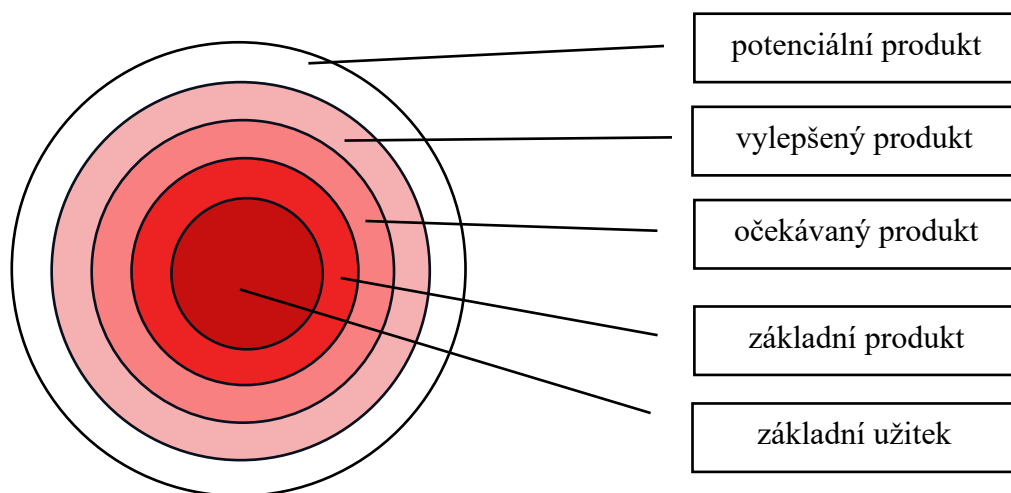 potenciální produkt
vylepšený produkt
očekávaný produkt
základní produkt
základní užitek